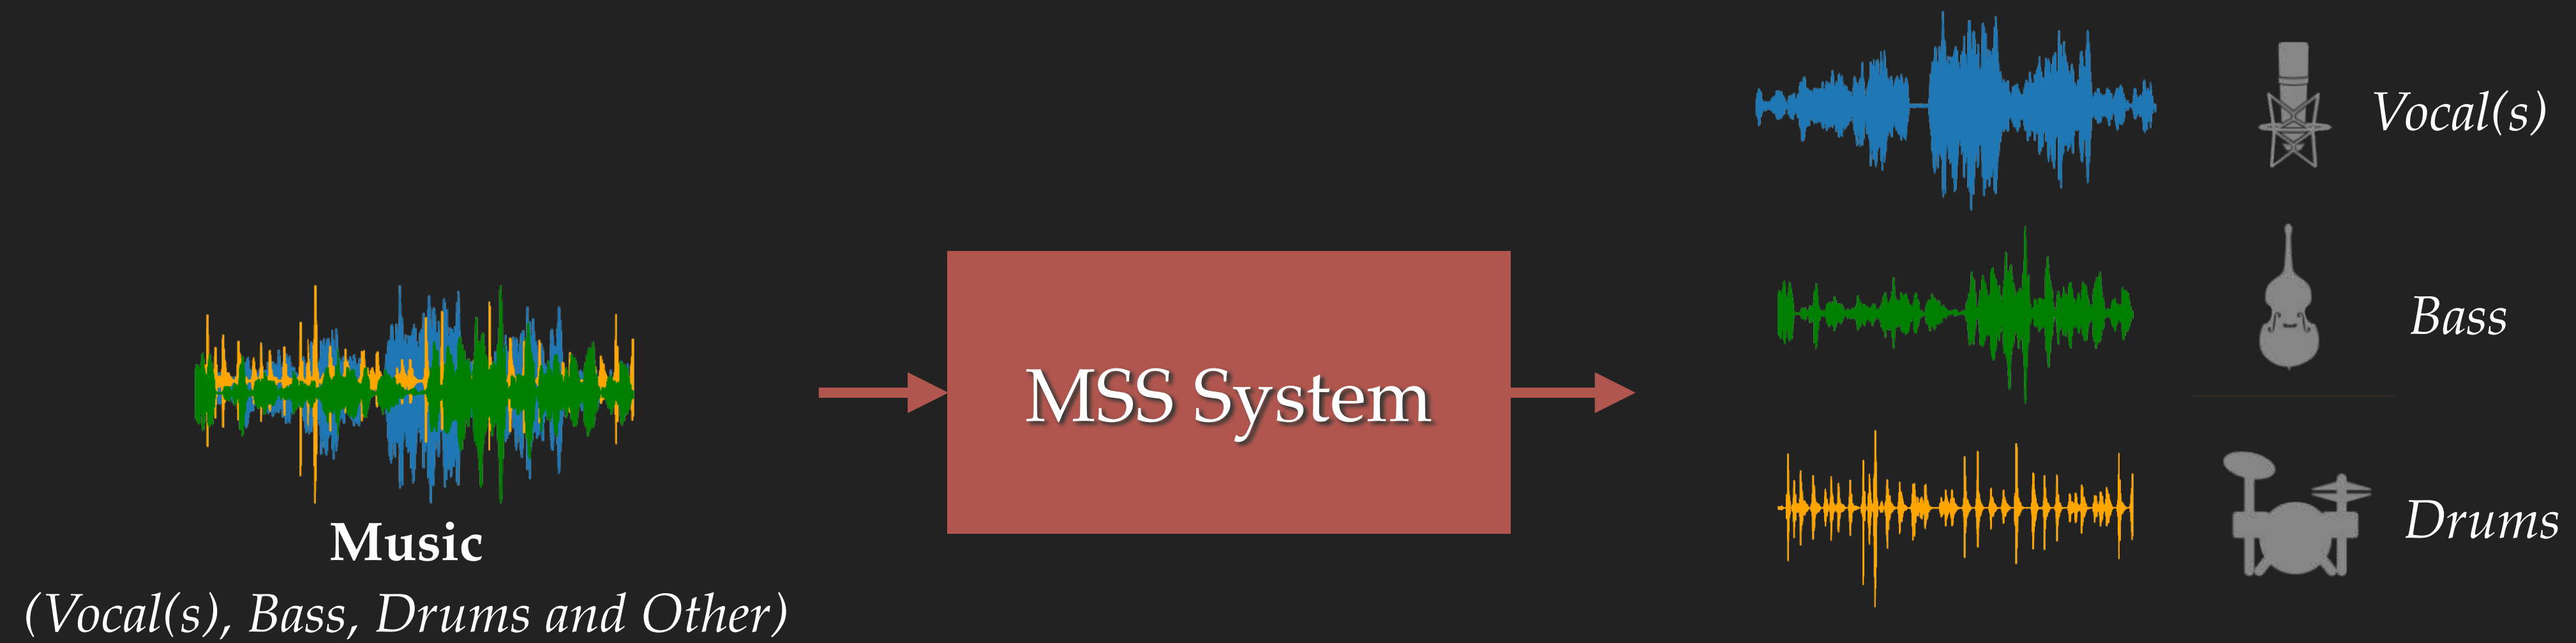 Music
(Vocal(s), Bass, Drums and Other)
MSS System
Vocal(s)
Bass
Drums